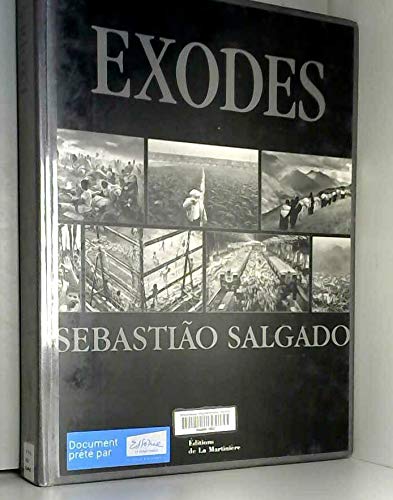 EXODES
SEBASTIÃO SALGADO
Document
prêté par
Éditions
de La Martinière